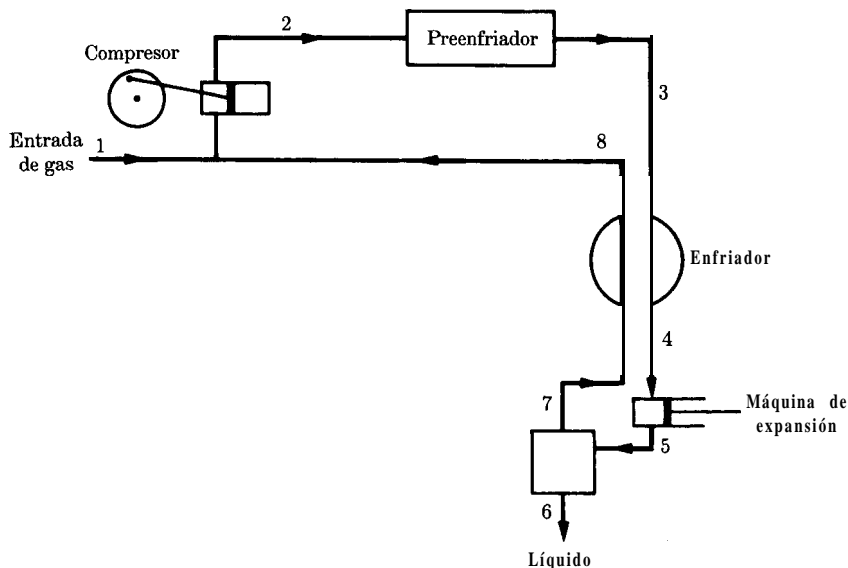 2
Preenfriador
Compresor
3
Entrada
de gas
1
8
Enfriador
4
7
Máquina de
expansión
5
6
Líquido